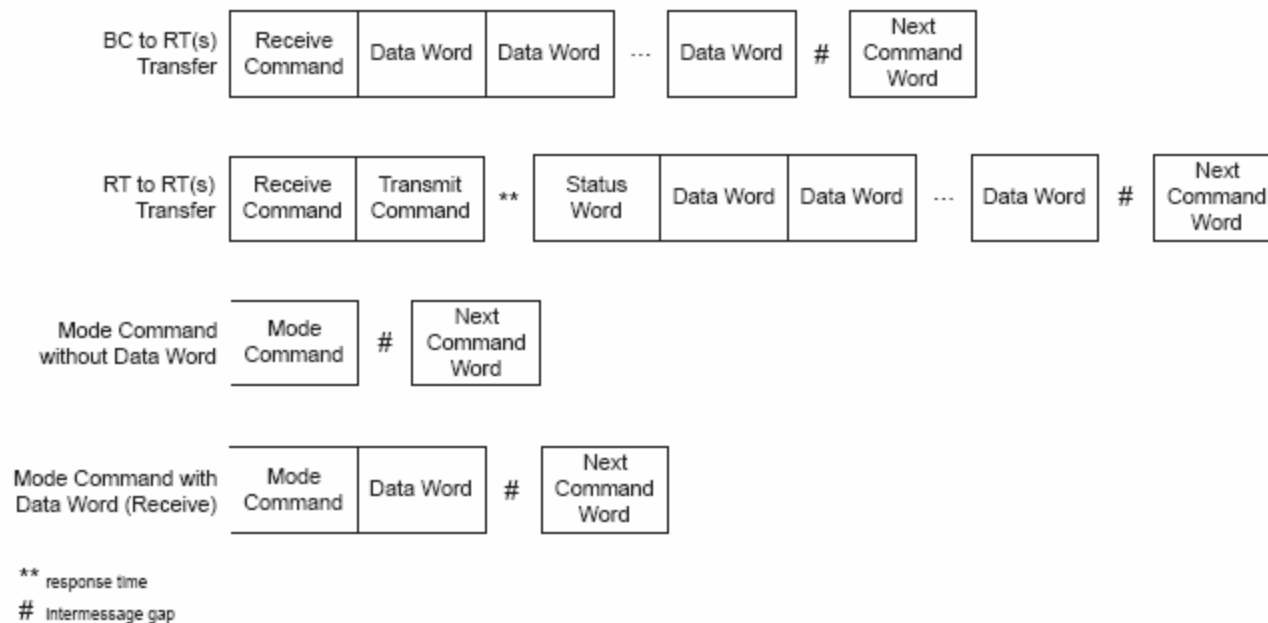 BC to RT(s)
Transfer
Receive
Command
Data Word
Data Word
...
Data Word
#
Next
Command
Word
RT to RT(s)
Transfer
Receive
Command
Transmit
Command
**
Status
Word
Data Word
Data Word
...
Data Word
#
Next
Command
Word
Mode Command
without Data Word
Mode
Command
#
Next
Command
Word
Mode Command with
Data Word (Receive)
Mode
Command
Data Word
#
Next
Command
Word
** response time
# Intermessage gap